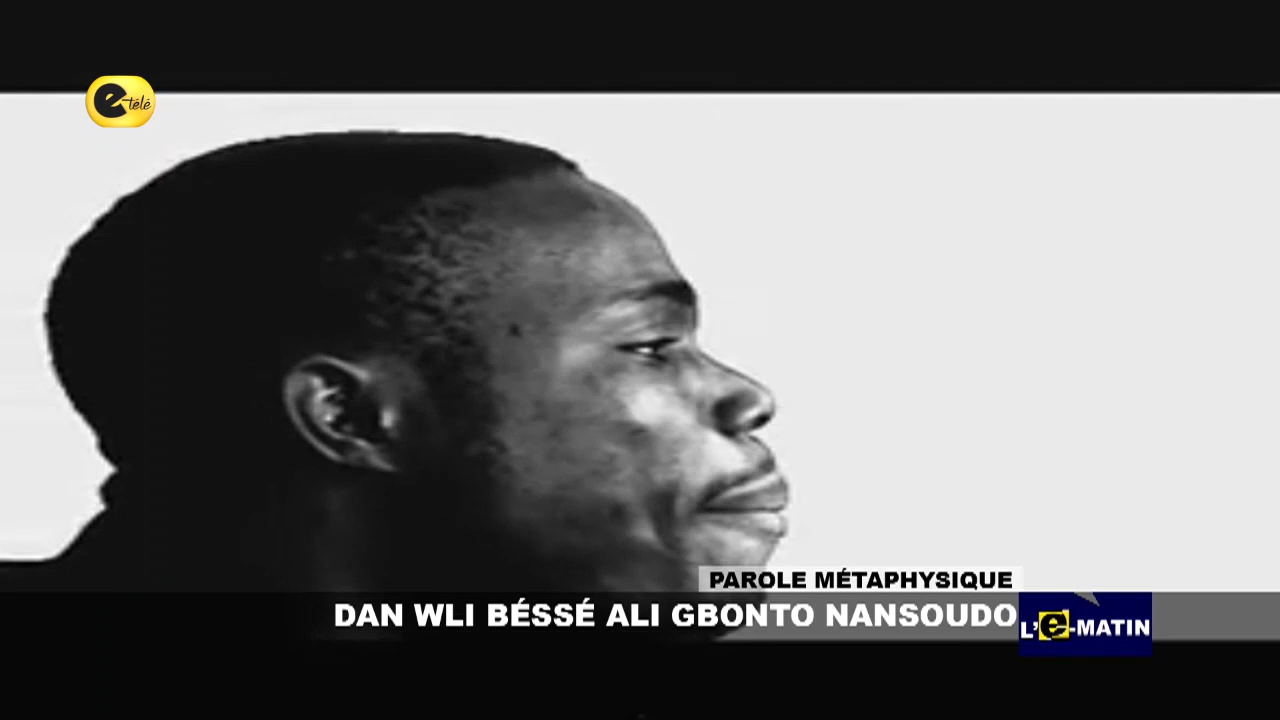 e-télé
PAROLE MÉTAPHYSIQUE
DAN WLI BÉSSÉ ALI GBONTO NANSOUDO
L'e-MATIN